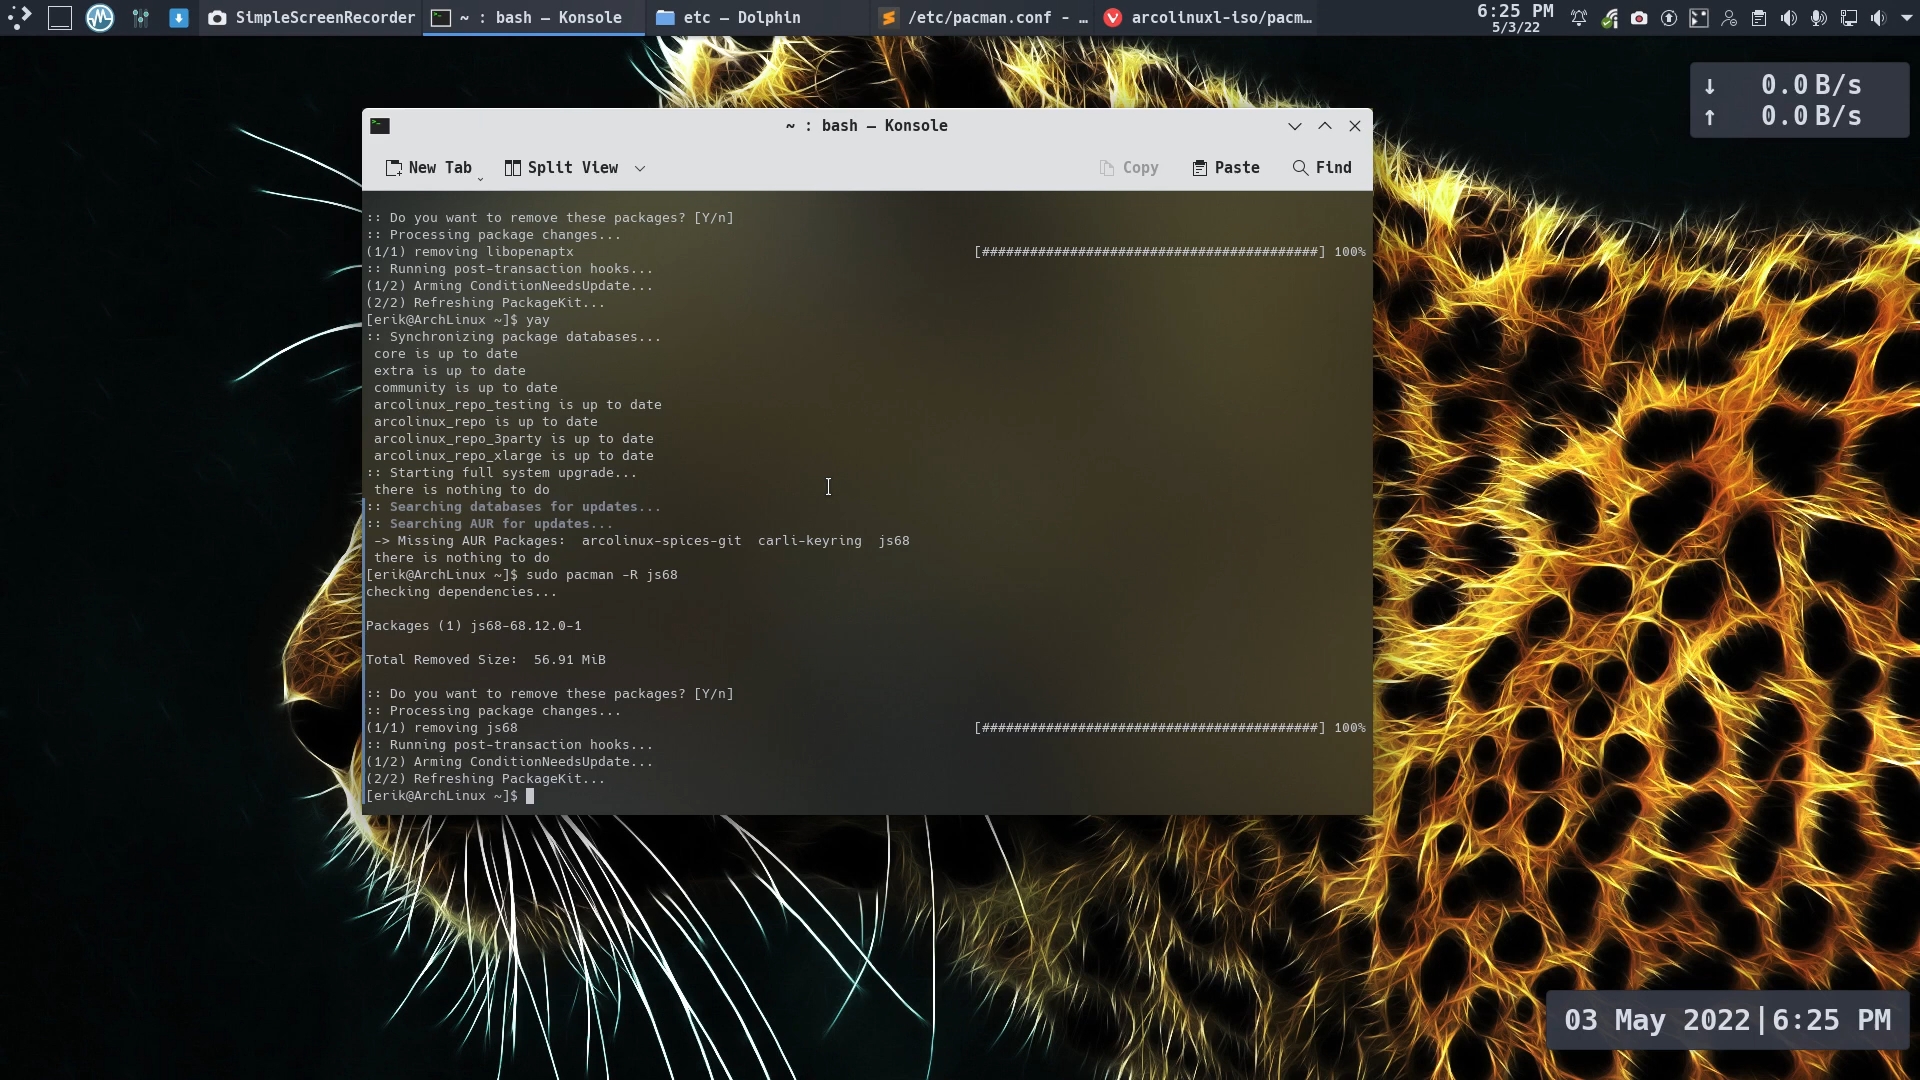 SimpleScreenRecorder
~ : bash — Konsole
etc — Dolphin
/etc/pacman.conf - ...
arcolinuxl-iso/pacm...
6:25 PM
5/3/22
↓ 0.0 B/s
↑ 0.0 B/s
~ : bash — Konsole
New Tab
Split View
Copy
Paste
Find
:: Do you want to remove these packages? [Y/n]
:: Processing package changes...
(1/1) removing libopenaptx [##########################################] 100%
:: Running post-transaction hooks...
(1/2) Arming ConditionNeedsUpdate...
(2/2) Refreshing PackageKit...
[erik@ArchLinux ~]$ yay
:: Synchronizing package databases...
core is up to date
extra is up to date
community is up to date
arcolinux_repo_testing is up to date
arcolinux_repo is up to date
arcolinux_repo_3party is up to date
arcolinux_repo_xlarge is up to date
:: Starting full system upgrade...
there is nothing to do
:: Searching databases for updates...
:: Searching AUR for updates...
-> Missing AUR Packages:  arcolinux-spices-git  carli-keyring  js68
there is nothing to do
[erik@ArchLinux ~]$ sudo pacman -R js68
checking dependencies...
Packages (1) js68-68.12.0-1
Total Removed Size:  56.91 MiB
:: Do you want to remove these packages? [Y/n]
:: Processing package changes...
(1/1) removing js68 [##########################################] 100%
:: Running post-transaction hooks...
(1/2) Arming ConditionNeedsUpdate...
(2/2) Refreshing PackageKit...
[erik@ArchLinux ~]$
03 May 2022|6:25 PM